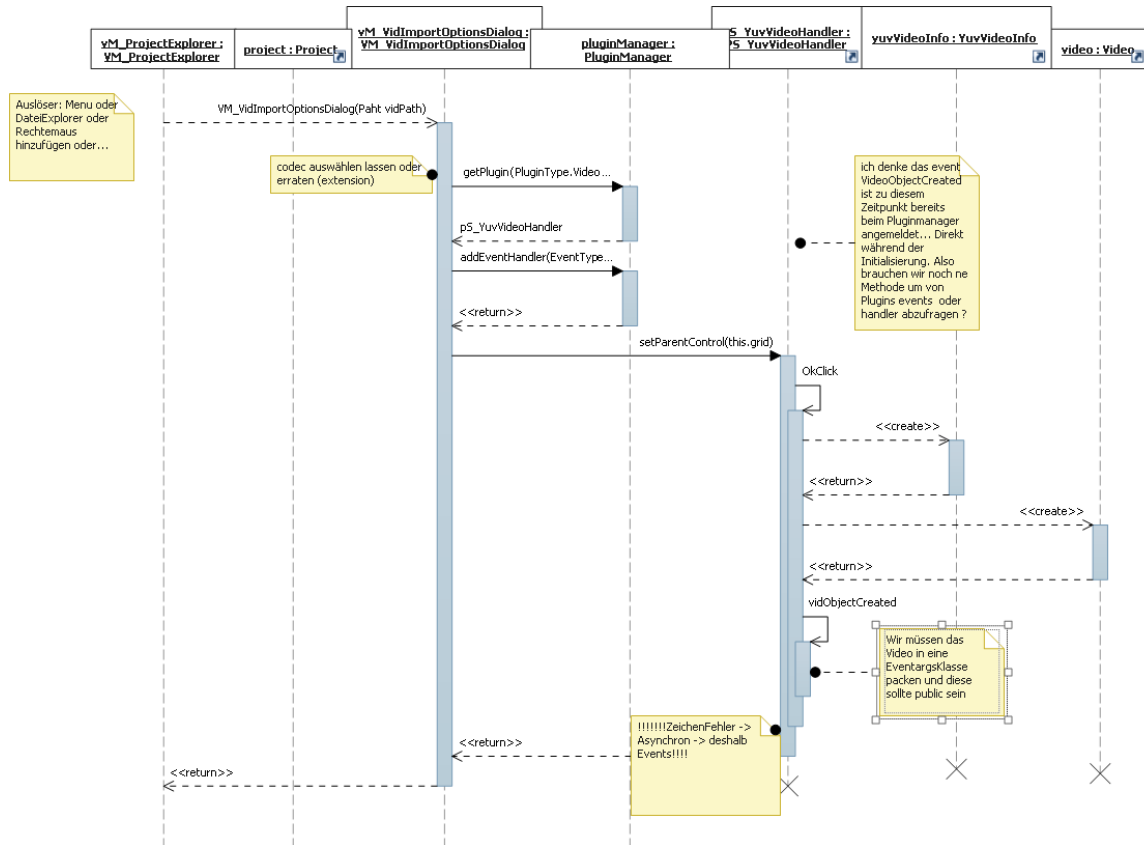 vM_ProjectExplorer :
VM_ProjectExplorer
project : Project
vM_VidImportOptionsDialog :
VM_VidImportOptionsDialog
pluginManager :
PluginManager
S_YuvVideoHandler :
PS_YuvVideoHandler
yuvVideoInfo : YuvVideoInfo
video : Video
Auslöser: Menu oder
DateiExplorer oder
Rechtemaus
hinzufügen oder...
VM_VidImportOptionsDialog(Paht vidPath)
codec auswählen lassen oder
erraten (extension)
getPlugin(PluginType.Video...
pS_YuvVideoHandler
addEventHandler(EventType...
<<return>>
ich denke das event
VideoObjectCreated
ist zu diesem
Zeitpunkt bereits
beim Pluginmanager
angemeldet... Direkt
während der
Initialisierung. Also
brauchen wir noch ne
Methode um von
Plugins events oder
handler abzufragen ?
setParentControl(this.grid)
OkClick
<<create>>
<<return>>
<<create>>
<<return>>
vidObjectCreated
Wir müssen das
Video in eine
EventargsKlasse
packen und diese
sollte public sein
!!!!!!!ZeichenFehler ->
Asynchron -> deshalb
Events!!!!
<<return>>
<<return>>